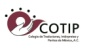 COTIP
Colegio de Traductores, Intérpretes y
Peritos de México, A.C.